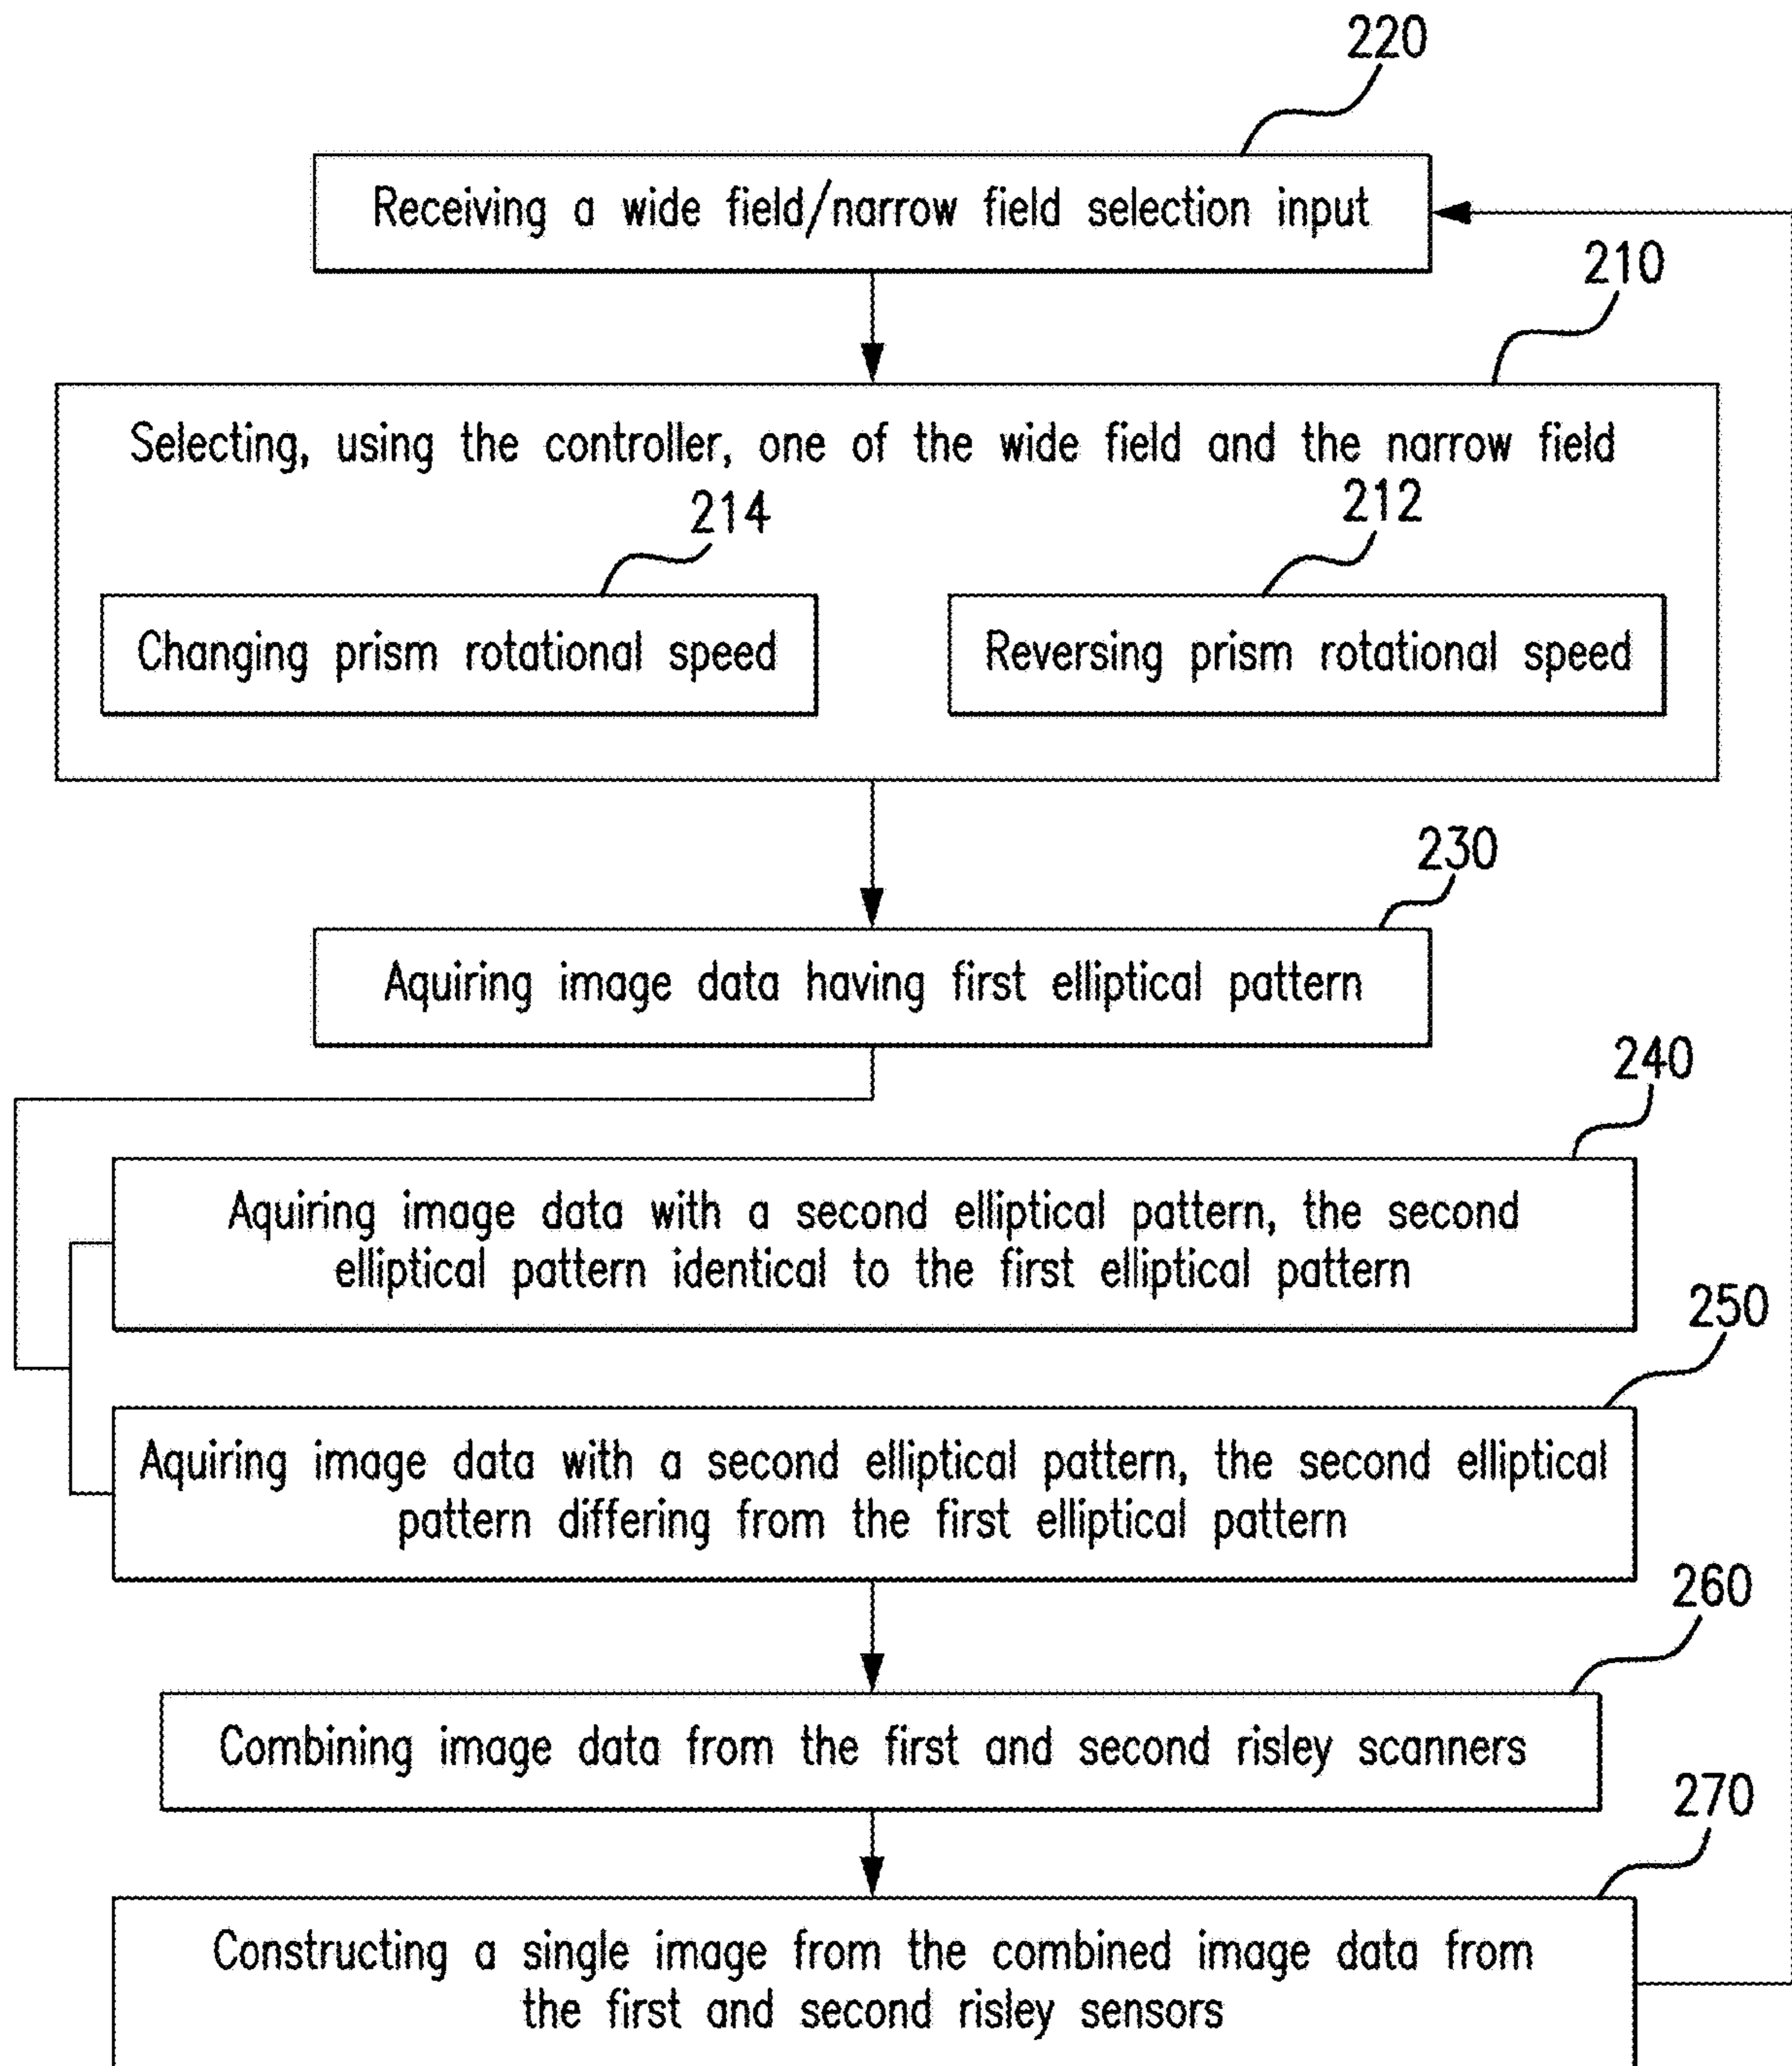 220
Receiving a wide field/narrow field selection input
210
Selecting, using the controller, one of the wide field and the narrow field
214
212
Changing prism rotational speed
Reversing prism rotational speed
230
Aquiring image data having first elliptical pattern
240
Aquiring image data with a second elliptical pattern, the second
elliptical pattern identical to the first elliptical pattern
250
Aquiring image data with a second elliptical pattern, the second elliptical
pattern differing from the first elliptical pattern
260
Combining image data from the first and second risley scanners
270
Constructing a single image from the combined image data from
the first and second risley sensors